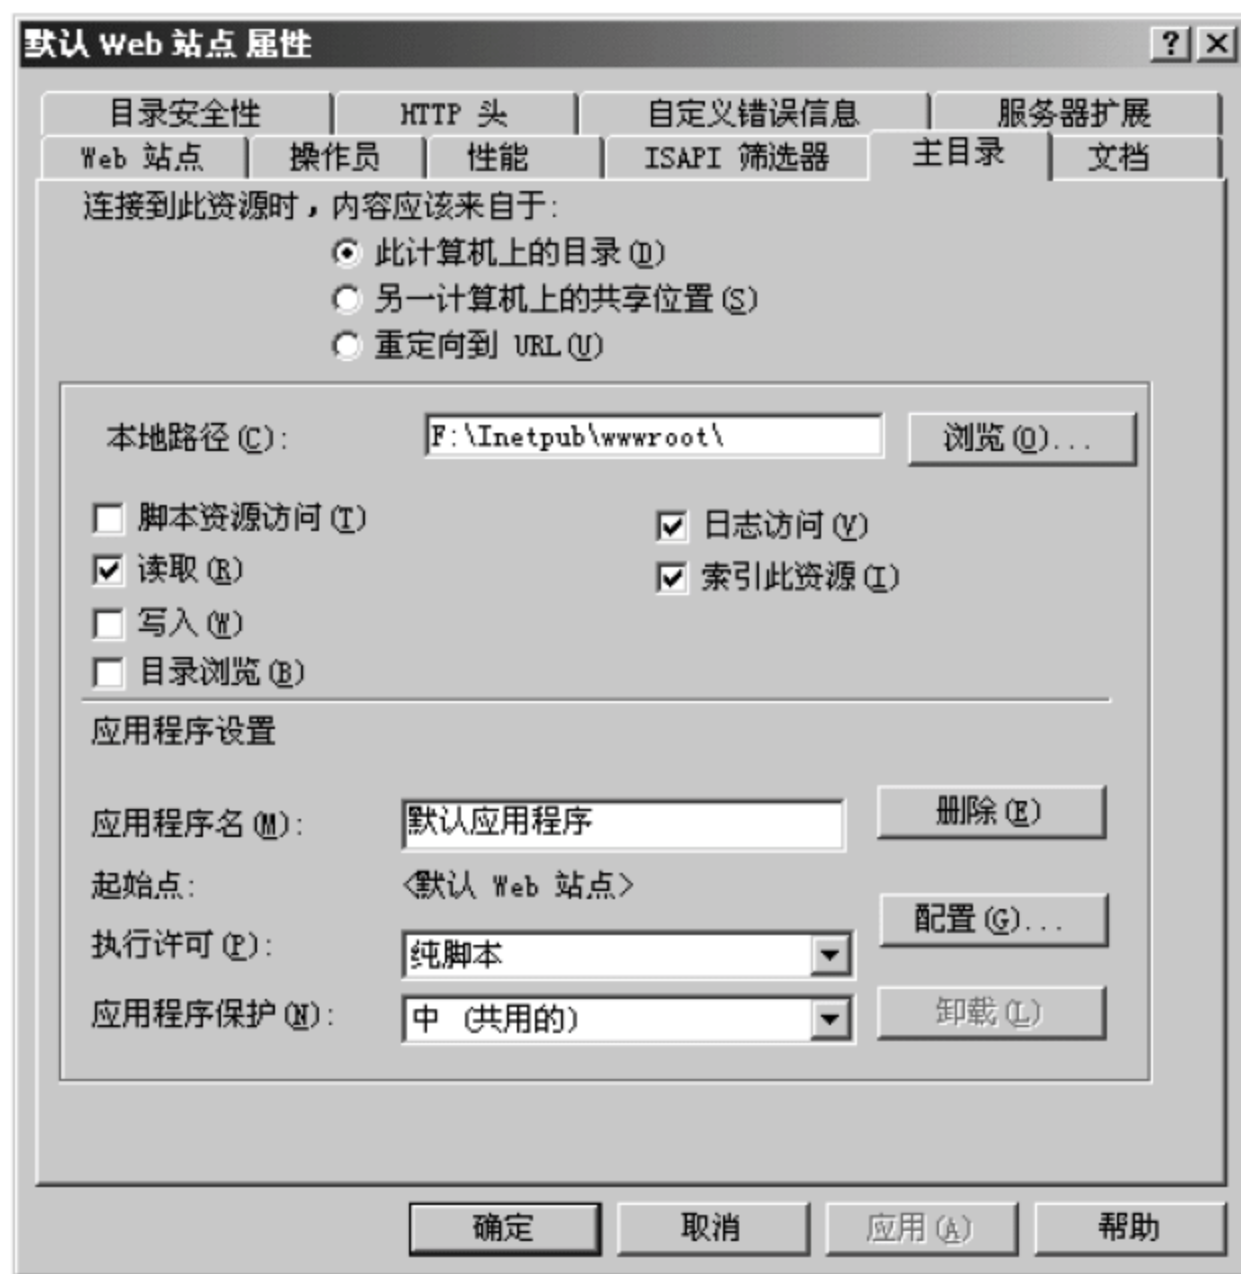 默认 Web 站点 属性
目录安全性 HTTP 头 自定义错误信息 服务器扩展
Web 站点 操作员 性能 ISAPI 筛选器 主目录 文档
连接到此资源时，内容应该来自于:
此计算机上的目录(D)
另一计算机上的共享位置(S)
重定向到 URL(U)
本地路径(C): F:\Inetpub\wwwroot\ 浏览(O)...
脚本资源访问(T) 日志访问(V)
读取(R) 索引此资源(I)
写入(W)
目录浏览(B)
应用程序设置
应用程序名(M): 默认应用程序 删除(E)
起始点: <默认 Web 站点>
执行许可(P): 纯脚本 配置(G)...
应用程序保护(N): 中 (共用的) 卸载(L)
确定 取消 应用(A) 帮助